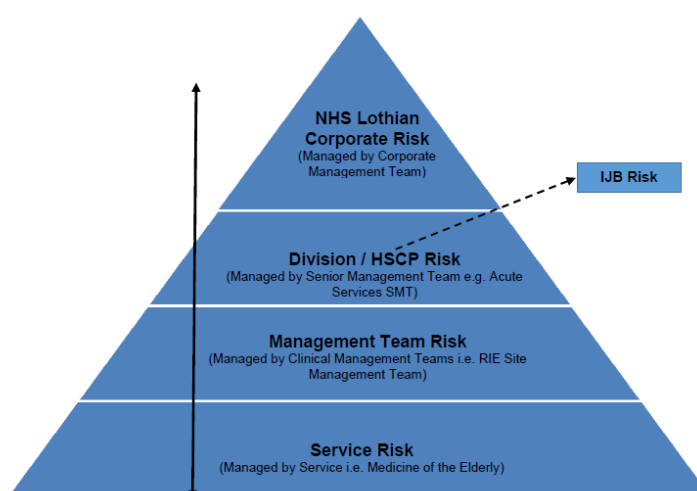 NHS Lothian
Corporate Risk
(Managed by Corporate
Management Team)
IJB Risk
Division / HSCP Risk
(Managed by Senior Management Team e.g. Acute
Services SMT)
Management Team Risk
(Managed by Clinical Management Teams i.e. RIE Site
Management Team)
Service Risk
(Managed by Service i.e. Medicine of the Elderly)